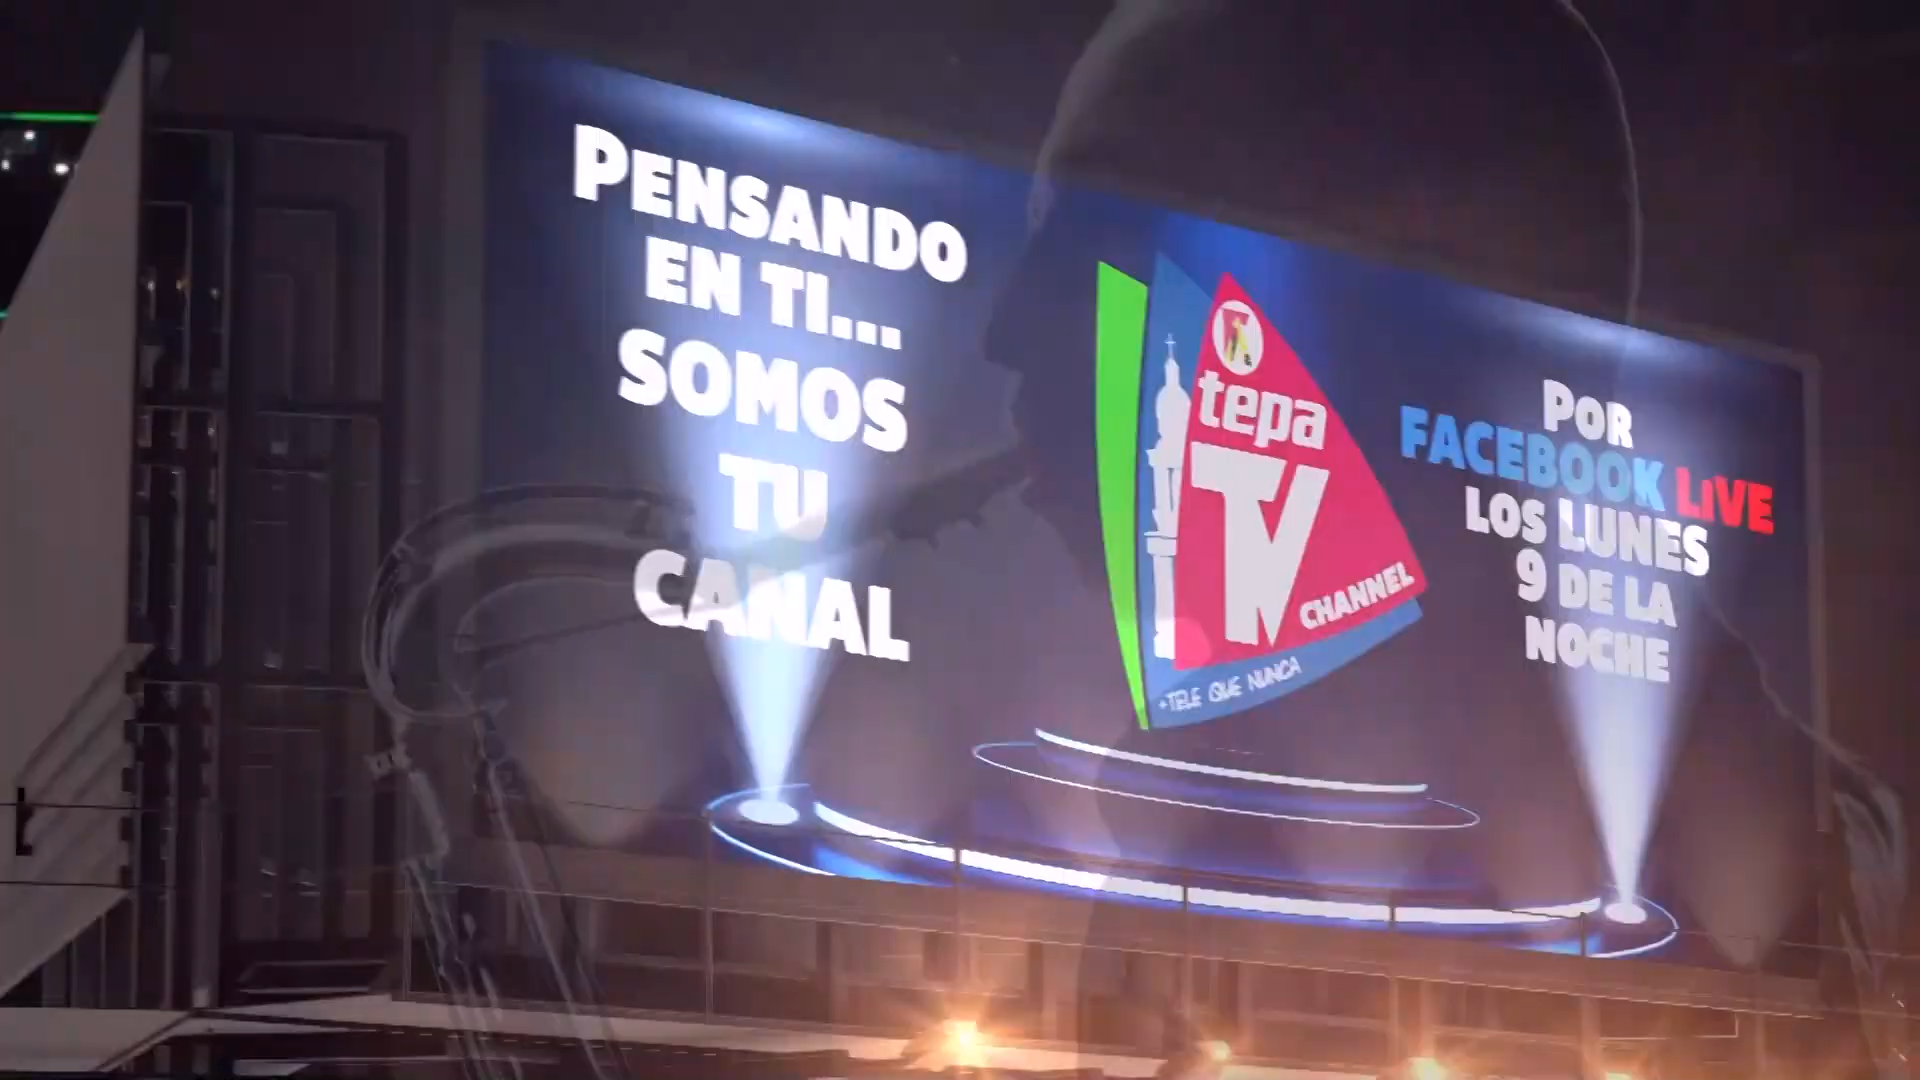 PENSANDO
EN TI...
SOMOS
TU
CANAL
tepa
TV
CHANNEL
+TELE QUE NUNCA
POR
FACEBOOK LIVE
LOS LUNES
9 DE LA
NOCHE